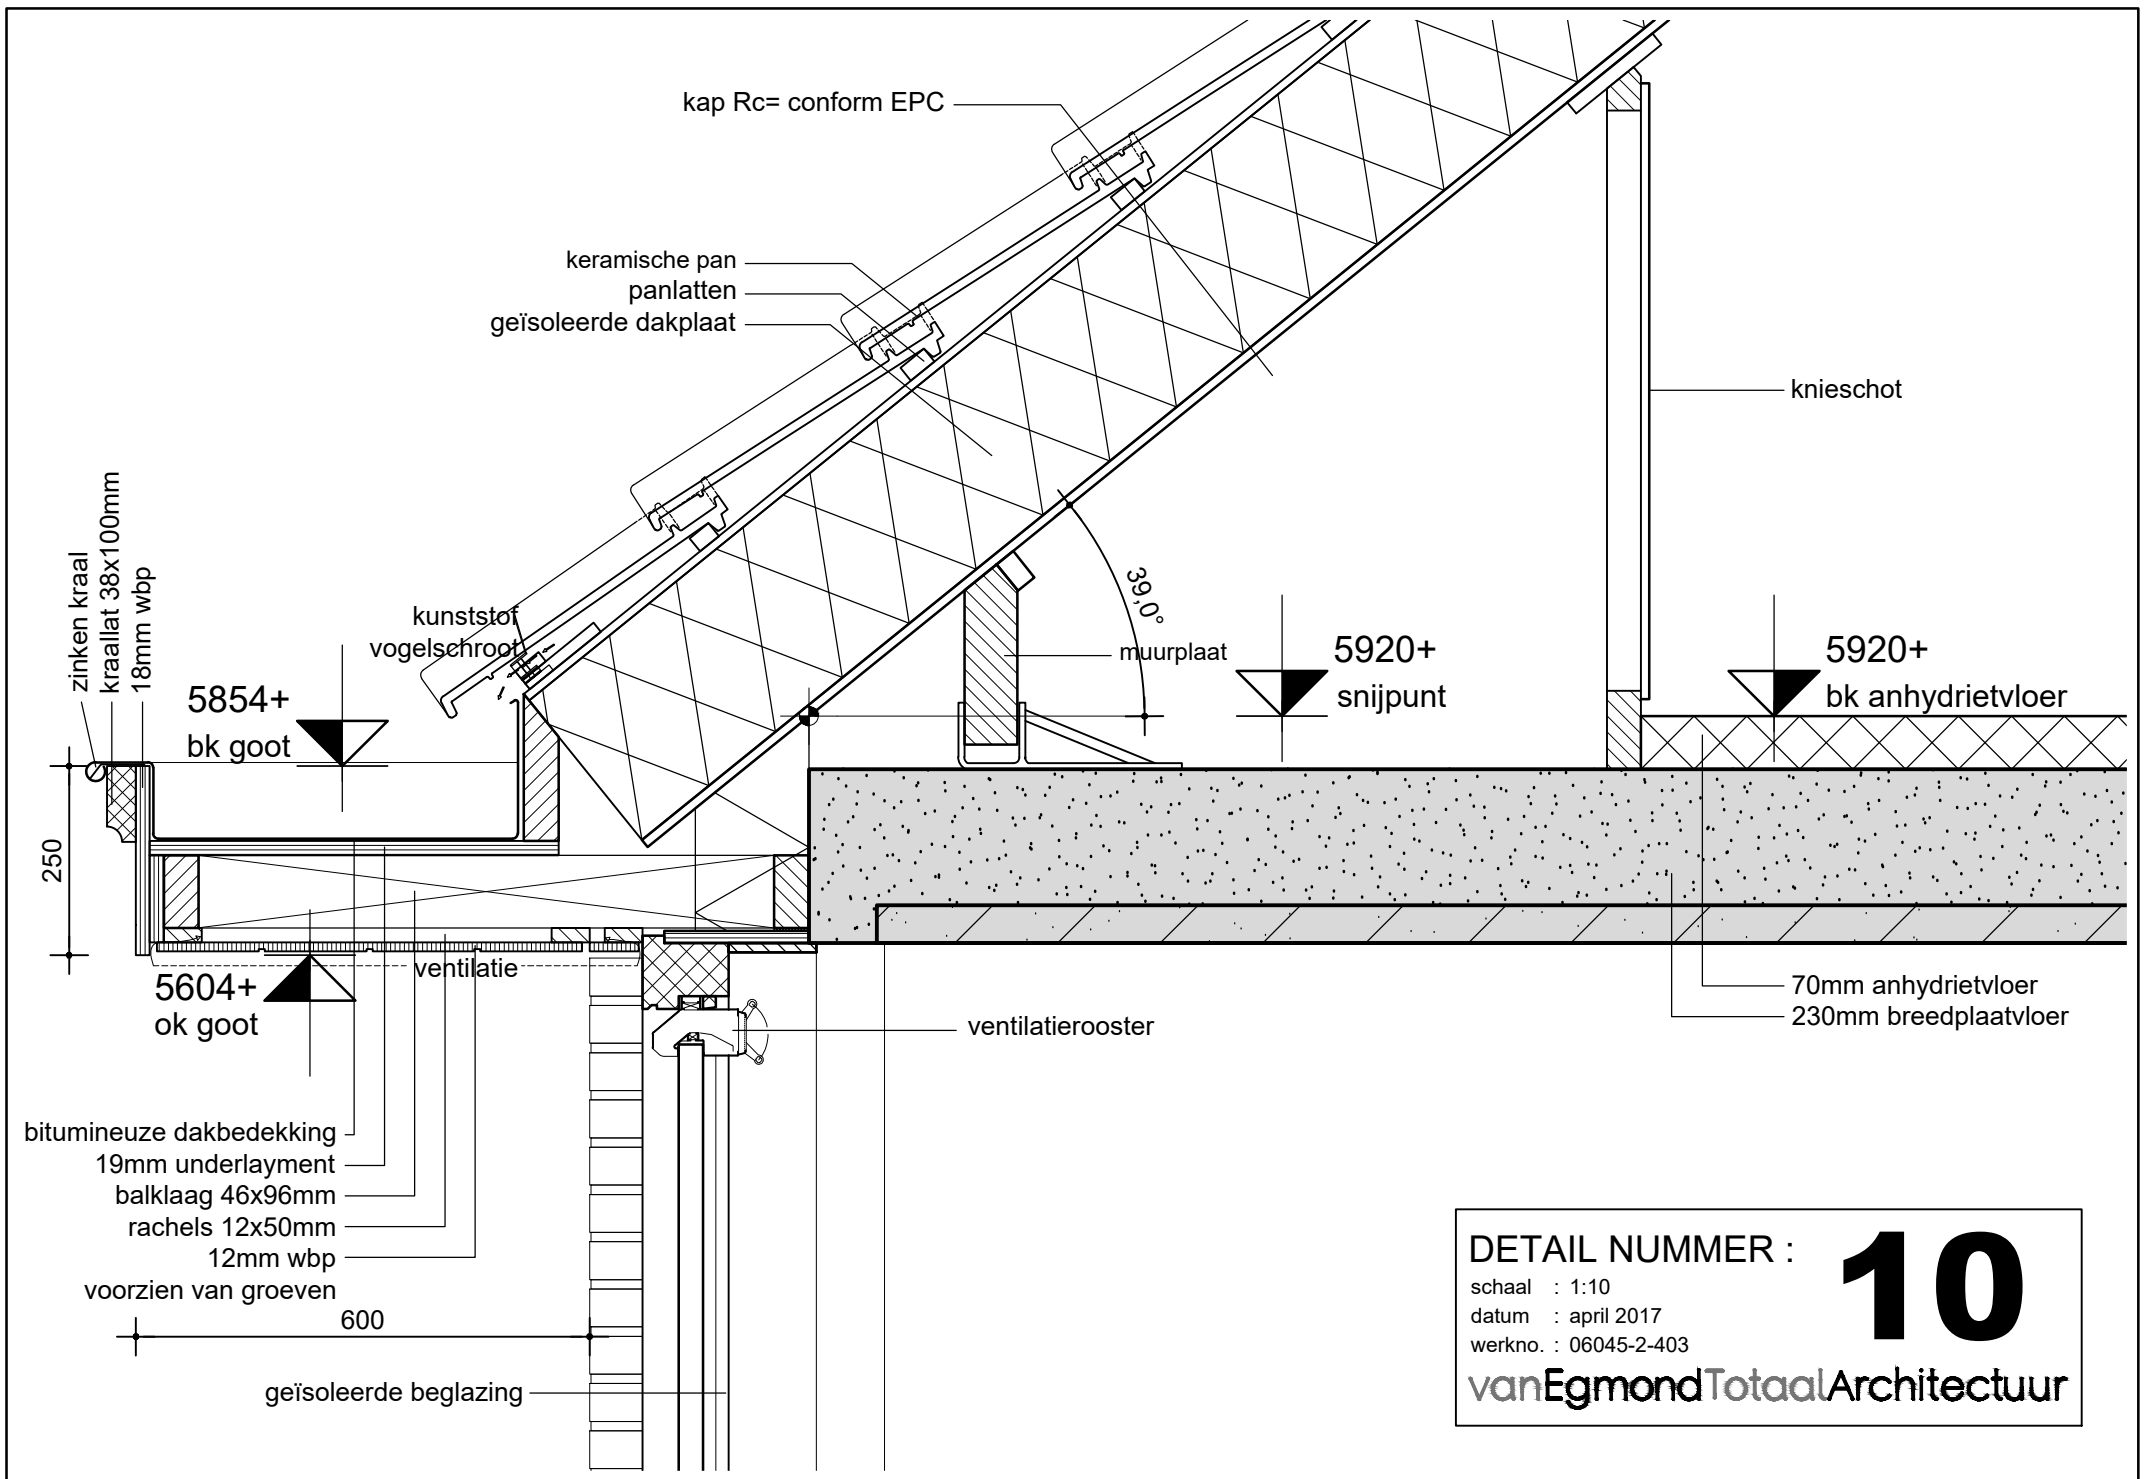 kap Rc= conform EPC
keramische pan
panlatten
geïsoleerde dakplaat
knieschot
zinken kraal
kraallat 38x100mm
18mm wbp
kunststof
vogelschroot
39,0°
muurplaat
5854+
bk goot
5920+
snijpunt
5920+
bk anhydrietvloer
250
ventilatie
5604+
ok goot
ventilatierooster
70mm anhydrietvloer
230mm breedplaatvloer
bitumineuze dakbedekking
19mm underlayment
balklaag 46x96mm
rachels 12x50mm
12mm wbp
voorzien van groeven
600
geïsoleerde beglazing
DETAIL NUMMER : 10
schaal : 1:10
datum : april 2017
werkno. : 06045-2-403
vanEgmondTotaalArchitectuur